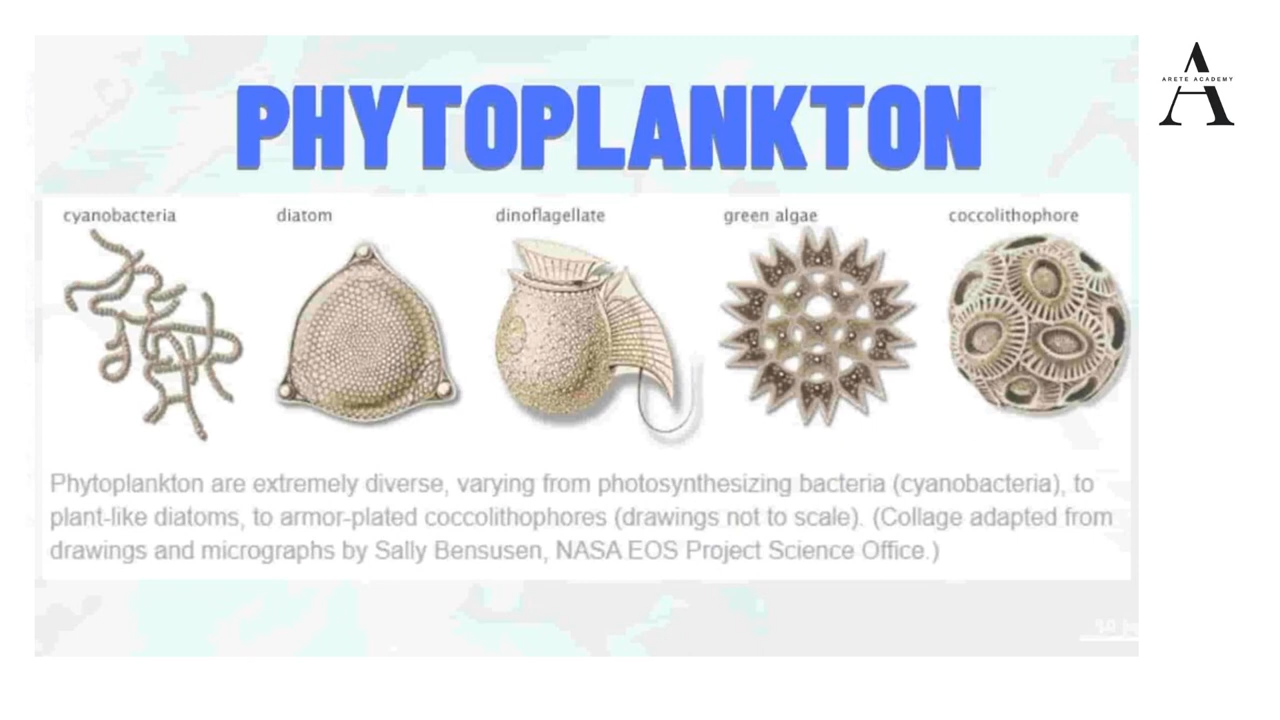 PHYTOPLANKTON
ARETE ACADEMY
cyanobacteria diatom dinoflagellate green algae coccolithophore
Phytoplankton are extremely diverse, varying from photosynthesizing bacteria (cyanobacteria), to
plant-like diatoms, to armor-plated coccolithophores (drawings not to scale). (Collage adapted from
drawings and micrographs by Sally Bensusen, NASA EOS Project Science Office.)